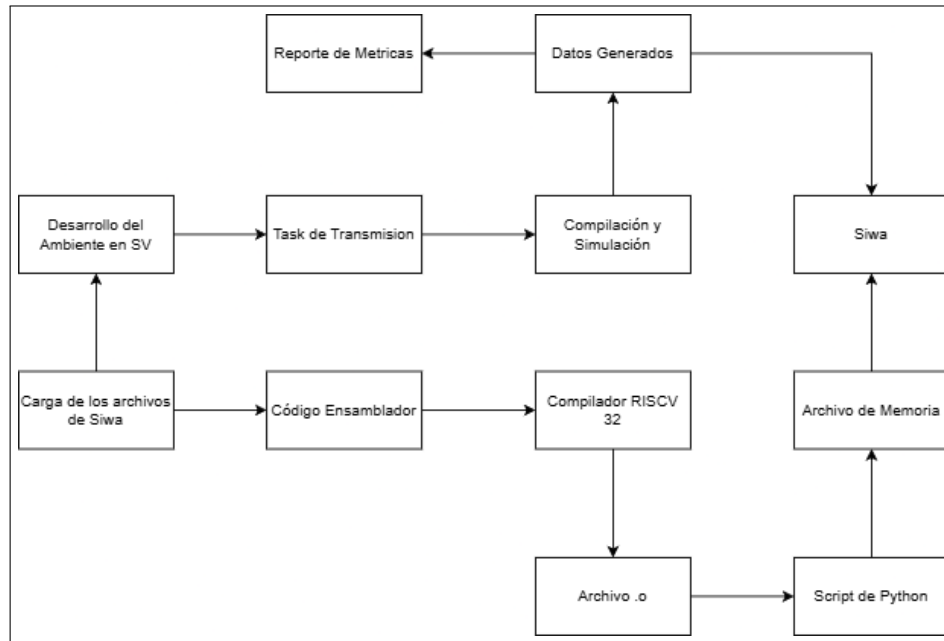 Reporte de Metricas
Datos Generados
Desarrollo del
Ambiente en SV
Task de Transmision
Compilación y
Simulación
Siwa
Carga de los archivos
de Siwa
Código Ensamblador
Compilador RISCV
32
Archivo de Memoria
Archivo .o
Script de Python